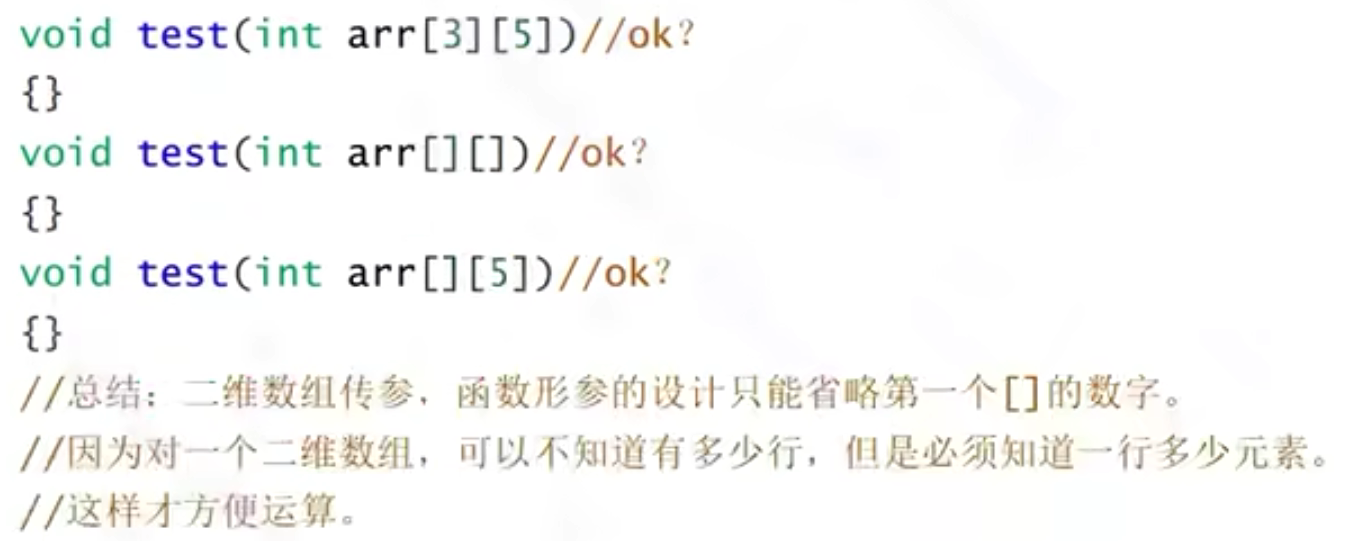 void test(int arr[3][5])//ok?
{}
void test(int arr[][])//ok?
{}
void test(int arr[][5])//ok?
{}
//总结：二维数组传参，函数形参的设计只能省略第一个[]的数字。
//因为对一个二维数组，可以不知道有多少行，但是必须知道一行多少元素。
//这样才方便运算。